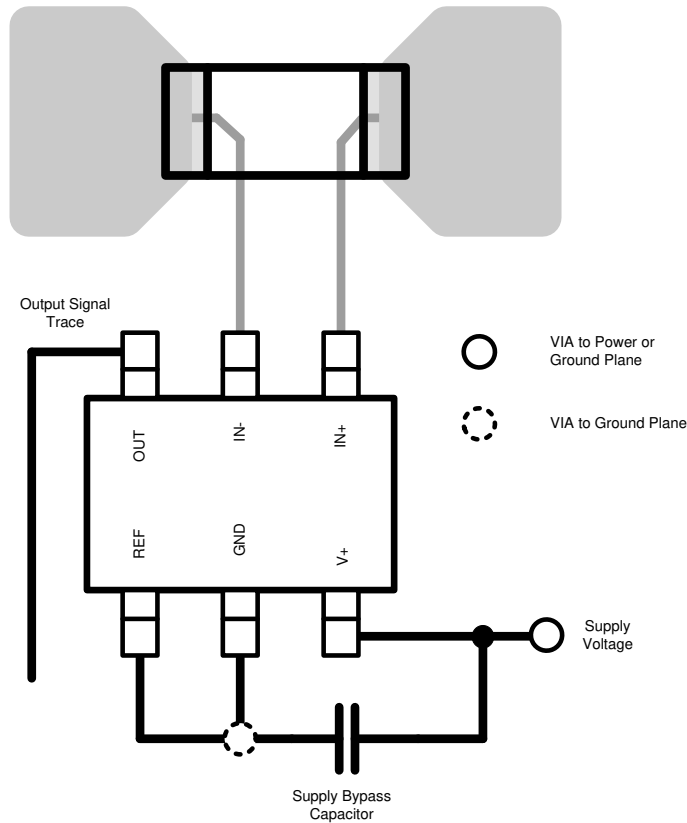 Output Signal
Trace
VIA to Power or
Ground Plane
VIA to Ground Plane
OUT
IN-
IN+
REF
GND
V+
Supply
Voltage
Supply Bypass
Capacitor